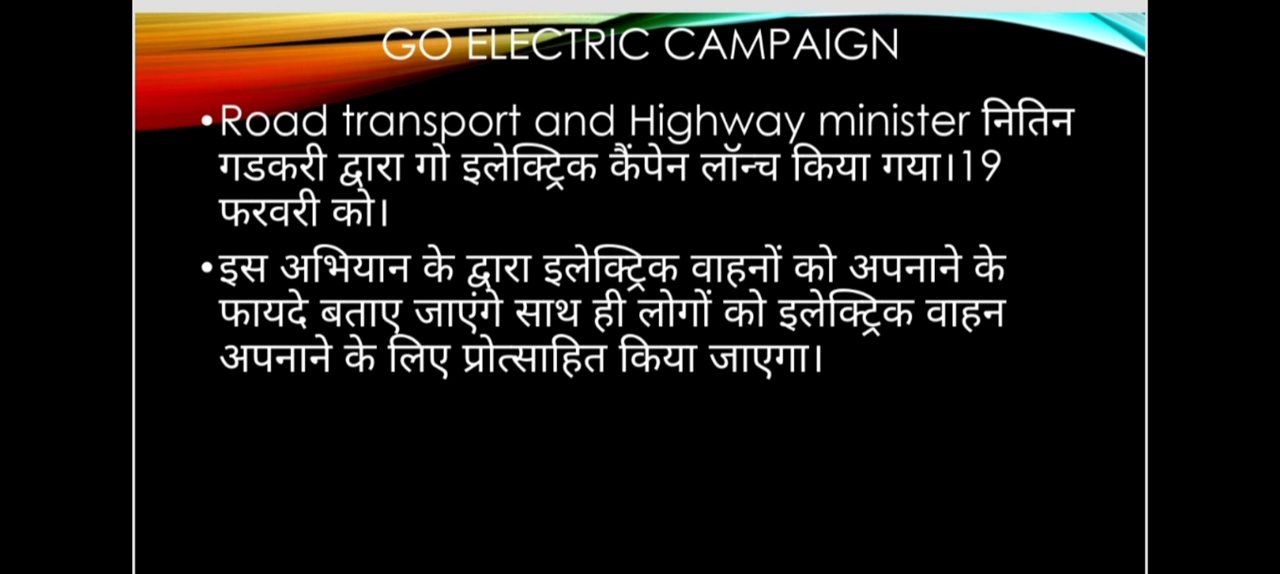 GO ELECTRIC CAMPAIGN
•Road transport and Highway minister नितिन
गडकरी द्वारा गो इलेक्ट्रिक कैंपेन लॉन्च किया गया।19
फरवरी को।
•इस अभियान के द्वारा इलेक्ट्रिक वाहनों को अपनाने के
फायदे बताए जाएंगे साथ ही लोगों को इलेक्ट्रिक वाहन
अपनाने के लिए प्रोत्साहित किया जाएगा।